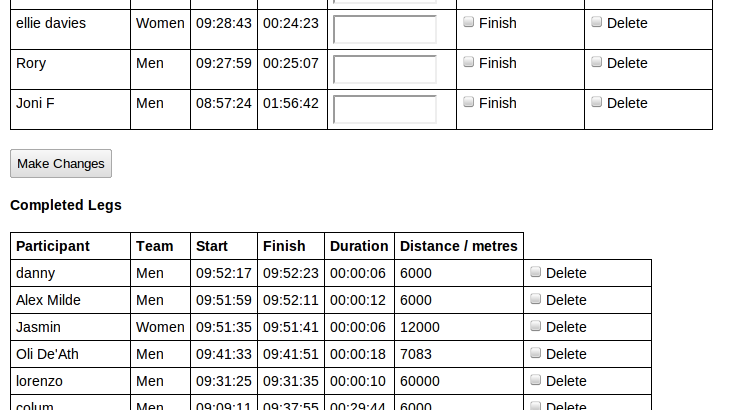 ellie davies Women 09:28:43 00:24:23 Finish Delete
Rory Men 09:27:59 00:25:07 Finish Delete
Joni F Men 08:57:24 01:56:42 Finish Delete
Make Changes
Completed Legs
Participant Team Start Finish Duration Distance / metres
danny Men 09:52:17 09:52:23 00:00:06 6000 Delete
Alex Milde Men 09:51:59 09:52:11 00:00:12 6000 Delete
Jasmin Women 09:51:35 09:51:41 00:00:06 12000 Delete
Oli De'Ath Men 09:41:33 09:41:51 00:00:18 7083 Delete
lorenzo Men 09:31:25 09:31:35 00:00:10 60000 Delete
colum Men 09:09:11 09:37:55 00:29:44 6000 Delete